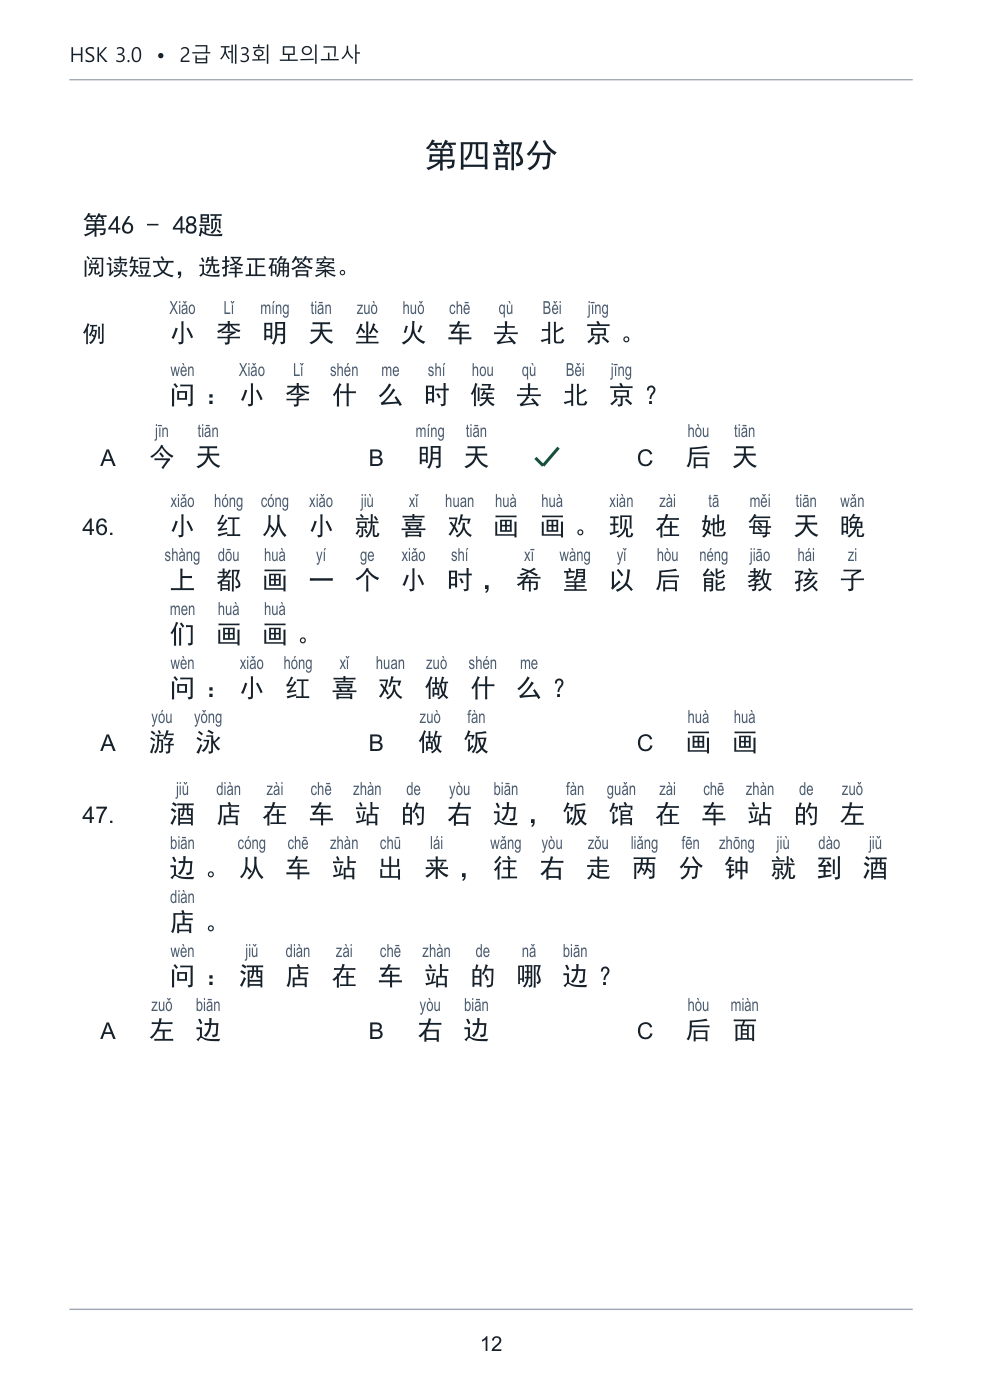 HSK 3.0 • 2급 제3회 모의고사
第四部分
第46 – 48题
阅读短文，选择正确答案。
Xiǎo Lǐ míng tiān zuò huǒ chē qù Běi jīng
例 小李明天坐火车去北京。
wèn Xiǎo Lǐ shén me shí hou qù Běi jīng
问：小李什么时候去北京？
jīn tiān míng tiān hòu tiān
A 今天 B 明天 ✓ C 后天
xiǎo hóng cóng xiǎo jiù xǐ huan huà huà xiàn zài tā měi tiān wǎn
46. 小红从小就喜欢画画。现在她每天晚
shàng dōu huà yí ge xiǎo shí xī wàng yǐ hòu néng jiāo hái zi
上都画一个小时，希望以后能教孩子
men huà huà
们画画。
wèn xiǎo hóng xǐ huan zuò shén me
问：小红喜欢做什么？
yóu yǒng zuò fàn huà huà
A 游泳 B 做饭 C 画画
jiǔ diàn zài chē zhàn de yòu biān fàn guǎn zài chē zhàn de zuǒ
47. 酒店在车站的右边，饭馆在车站的左
biān cóng chē zhàn chū lái wǎng yòu zǒu liǎng fēn zhōng jiù dào jiǔ
边。从车站出来，往右走两分钟就到酒
diàn
店。
wèn jiǔ diàn zài chē zhàn de nǎ biān
问：酒店在车站的哪边？
zuǒ biān yòu biān hòu miàn
A 左边 B 右边 C 后面
12